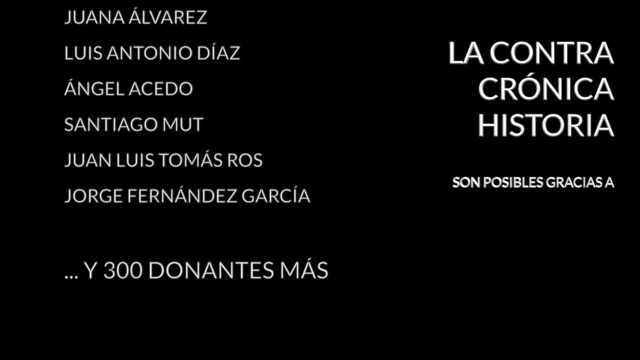 JUANA ÁLVAREZ
LUIS ANTONIO DÍAZ
ÁNGEL ACEDO
SANTIAGO MUT
JUAN LUIS TOMÁS ROS
JORGE FERNÁNDEZ GARCÍA
... Y 300 DONANTES MÁS
LA CONTRA
CRÓNICA
HISTORIA
SON POSIBLES GRACIAS A